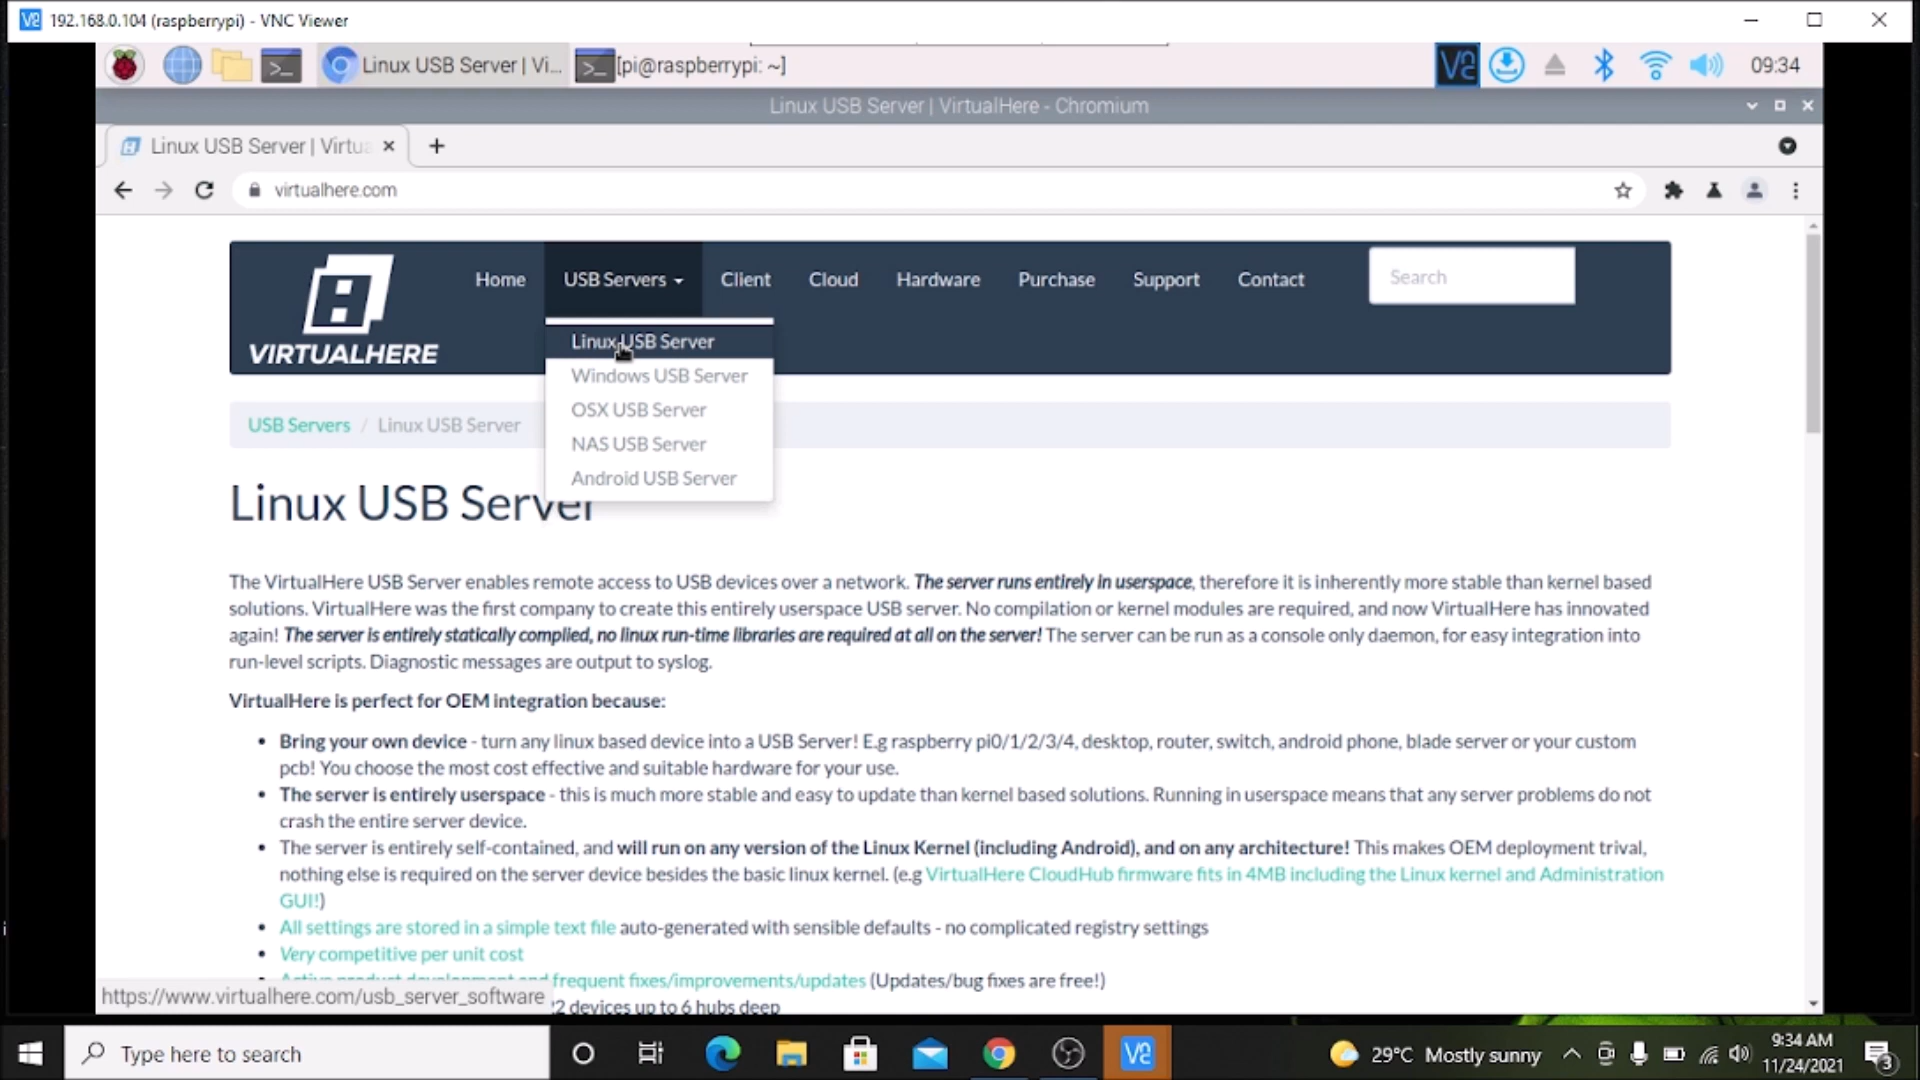 192.168.0.104 (raspberrypi) - VNC Viewer
Linux USB Server | Vi...
[pi@raspberrypi: ~]
09:34
Linux USB Server | VirtualHere - Chromium
Linux USB Server | Virtu
virtualhere.com
VIRTUALHERE
Home
USB Servers
Client
Cloud
Hardware
Purchase
Support
Contact
Search
Linux USB Server
Windows USB Server
OSX USB Server
NAS USB Server
Android USB Server
USB Servers / Linux USB Server
Linux USB Server
The VirtualHere USB Server enables remote access to USB devices over a network. The server runs entirely in userspace, therefore it is inherently more stable than kernel based
solutions. VirtualHere was the first company to create this entirely userspace USB server. No compilation or kernel modules are required, and now VirtualHere has innovated
again! The server is entirely statically complied, no linux run-time libraries are required at all on the server! The server can be run as a console only daemon, for easy integration into
run-level scripts. Diagnostic messages are output to syslog.
VirtualHere is perfect for OEM integration because:
• Bring your own device - turn any linux based device into a USB Server! E.g raspberry pi0/1/2/3/4, desktop, router, switch, android phone, blade server or your custom
pcb! You choose the most cost effective and suitable hardware for your use.
• The server is entirely userspace - this is much more stable and easy to update than kernel based solutions. Running in userspace means that any server problems do not
crash the entire server device.
• The server is entirely self-contained, and will run on any version of the Linux Kernel (including Android), and on any architecture! This makes OEM deployment trival,
nothing else is required on the server device besides the basic linux kernel. (e.g VirtualHere CloudHub firmware fits in 4MB including the Linux kernel and Administration
GUI!)
• All settings are stored in a simple text file auto-generated with sensible defaults - no complicated registry settings
• Very competitive per unit cost
• Active product development and frequent fixes/improvements/updates (Updates/bug fixes are free!)
2 devices up to 6 hubs deep
https://www.virtualhere.com/usb_server_software
Type here to search
29°C Mostly sunny
9:34 AM
11/24/2021
3